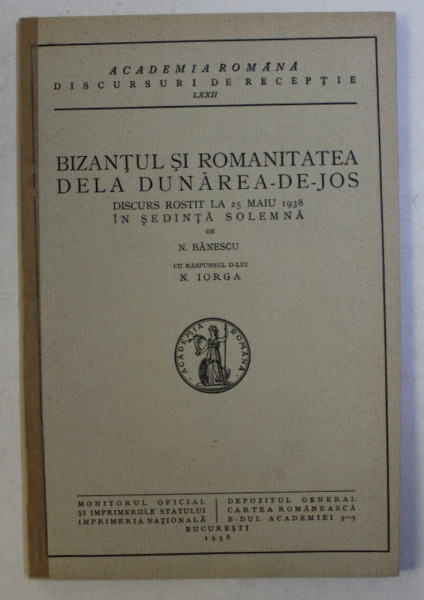 ACADEMIA ROMÂNĂ
DISCURSURI DE RECEPȚIE
LXXII
BIZANȚUL ȘI ROMANITATEA
DELA DUNĂREA-DE-JOS
DISCURS ROSTIT LA 25 MAIU 1938
ÎN ȘEDINȚĂ SOLEMNĂ
DE
N. BĂNESCU
CU RĂSPUNSUL D-LUI
N. IORGA
ACADEMIA ROMÂNĂ
MONITORUL OFICIAL
ȘI IMPRIMERIILE STATULUI
IMPRIMERIA NAȚIONALĂ
DEPOZITUL GENERAL
CARTEA ROMÂNEASCĂ
B-DUL ACADEMIEI 3-5
BUCUREȘTI
1938